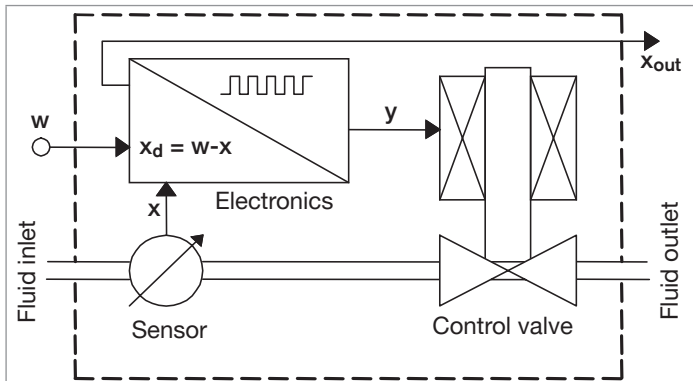 x_out
w
y
x_d = w-x
Electronics
x
Fluid inlet
Fluid outlet
Sensor
Control valve